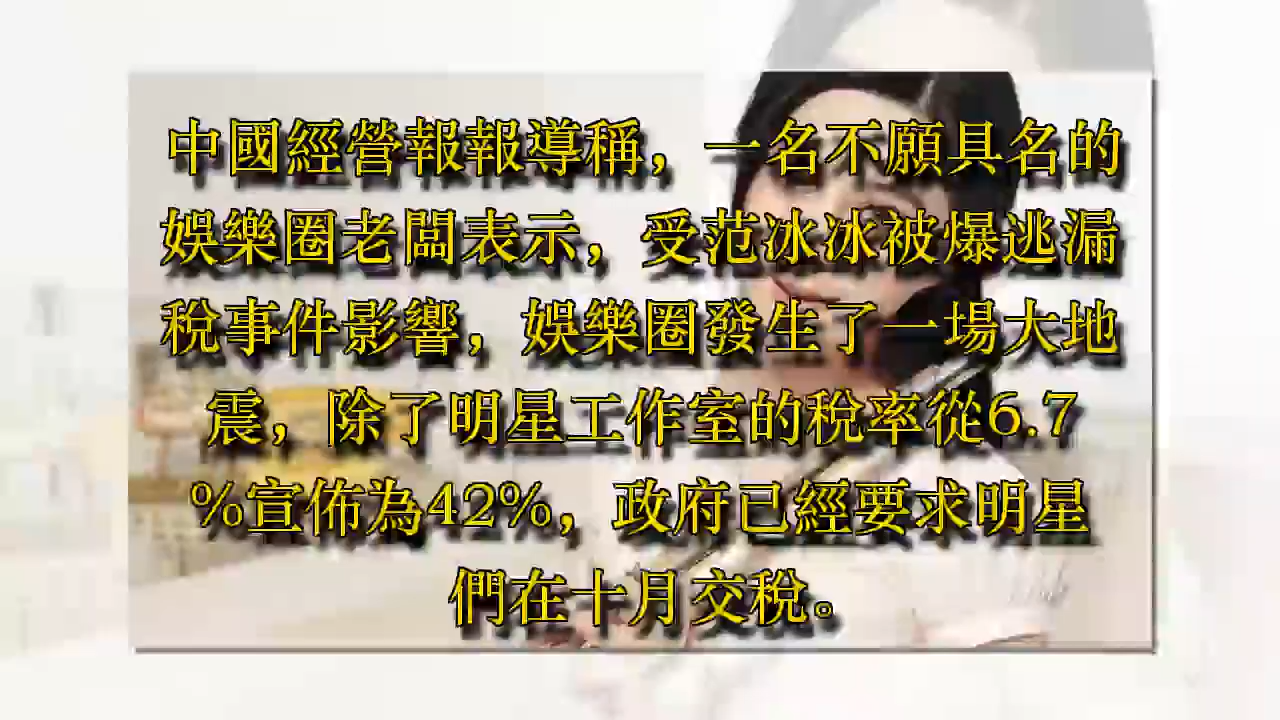 中國經營報報導稱，一名不願具名的
娛樂圈老闆表示，受范冰冰被爆逃漏
稅事件影響，娛樂圈發生了一場大地
震，除了明星工作室的稅率從6.7
%宣佈為42%，政府已經要求明星
們在十月交稅。